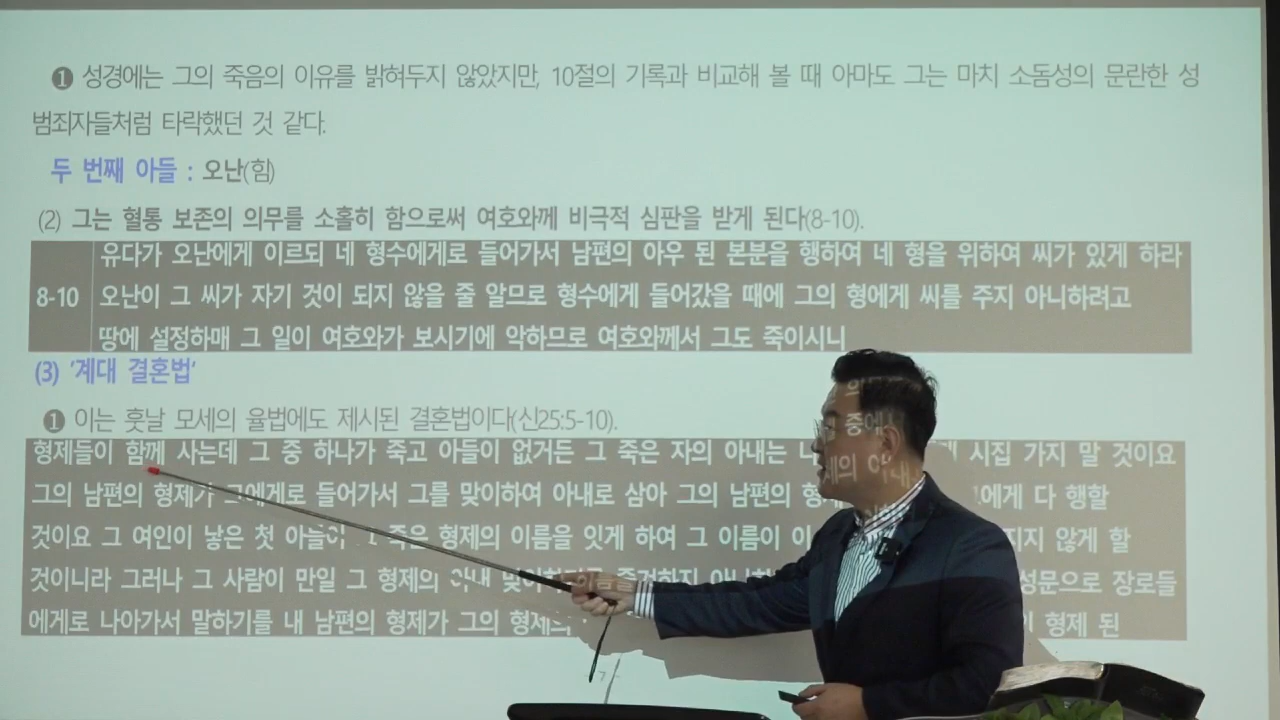 ❶ 성경에는 그의 죽음의 이유를 밝혀두지 않았지만, 10절의 기록과 비교해 볼 때 아마도 그는 마치 소돔성의 문란한 성
범죄자들처럼 타락했던 것 같다.
두 번째 아들 : 오난(힘)
(2) 그는 혈통 보존의 의무를 소홀히 함으로써 여호와께 비극적 심판을 받게 된다(8-10).
유다가 오난에게 이르되 네 형수에게로 들어가서 남편의 아우 된 본분을 행하여 네 형을 위하여 씨가 있게 하라
8-10 오난이 그 씨가 자기 것이 되지 않을 줄 알므로 형수에게 들어갔을 때에 그의 형에게 씨를 주지 아니하려고
땅에 설정하매 그 일이 여호와가 보시기에 악하므로 여호와께서 그도 죽이시니
(3) '계대 결혼법'
❶ 이는 훗날 모세의 율법에도 제시된 결혼법이다(신25:5-10).
형제들이 함께 사는데 그 중 하나가 죽고 아들이 없거든 그 죽은 자의 아내는 시집 가지 말 것이요
그의 남편의 형제가 그에게로 들어가서 그를 맞이하여 아내로 삼아 그의 남편의 다 행할
것이요 그 여인이 낳은 첫 아들이 죽은 형제의 이름을 잇게 하여 그 이름이 않게 할
것이니라 그러나 그 사람이 만일 그 형제의 성문으로 장로들
에게로 나아가서 말하기를 내 남편의 형제가 그의 형제의 형제 된